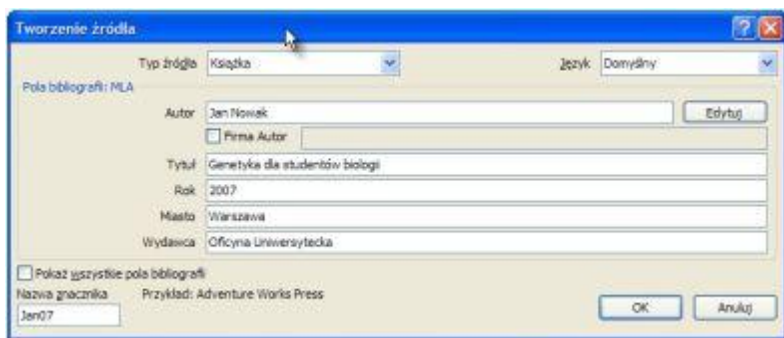 Tworzenie źródła
Typ źródła Książka Język Domyślny
Pola bibliografii: MLA
Autor Jan Nowak Edytuj
Firma Autor
Tytuł Genetyka dla studentów biologii
Rok 2007
Miasto Warszawa
Wydawca Oficyna Uniwersytecka
Pokaż wszystkie pola bibliografii
Nazwa znacznika Przykład: Adventure Works Press
Jan07 OK Anuluj